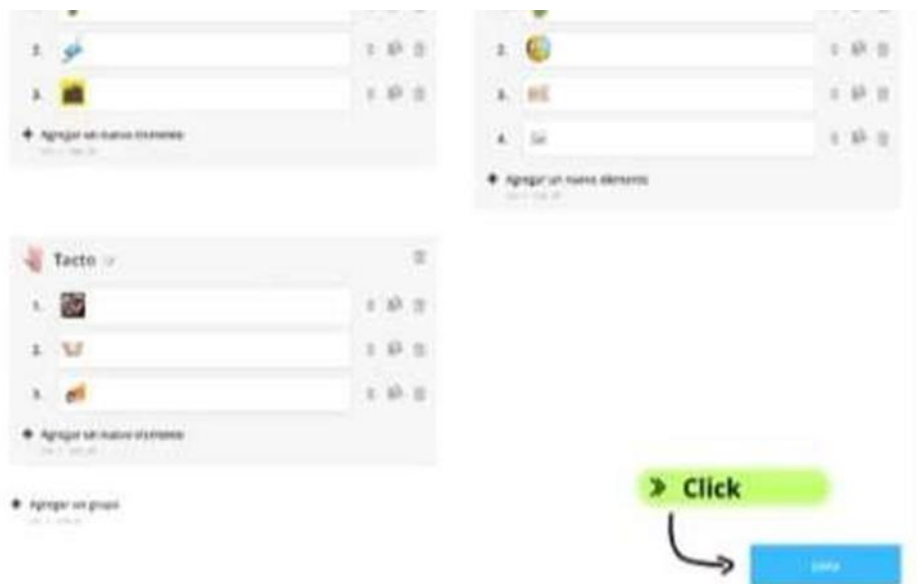 2.
3.
+ Agregar un nuevo elemento
2.
3.
4.
+ Agregar un nuevo elemento
Tacto
1.
2.
3.
+ Agregar un nuevo elemento
+ Agregar un grupo
» Click